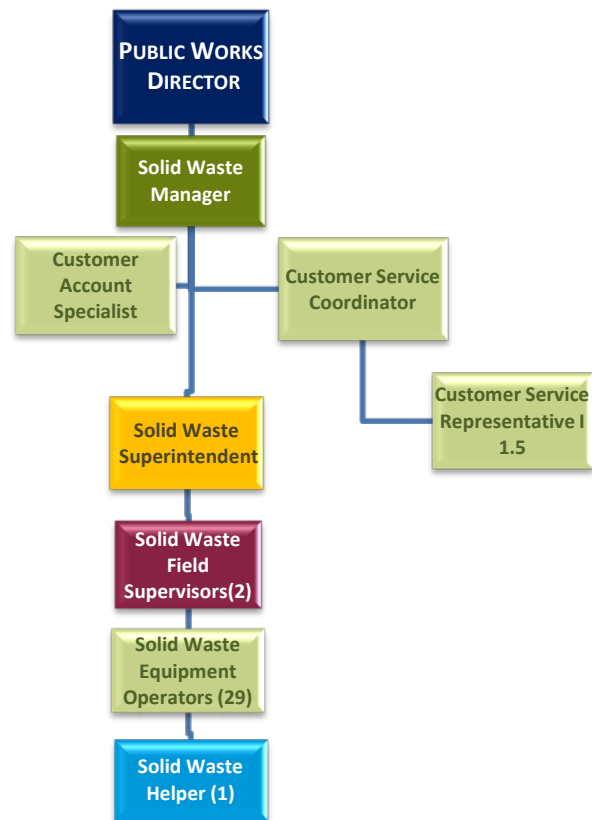 PUBLIC WORKS
DIRECTOR
Solid Waste
Manager
Customer
Account
Specialist
Customer Service
Coordinator
Customer Service
Representative I
1.5
Solid Waste
Superintendent
Solid Waste
Field
Supervisors(2)
Solid Waste
Equipment
Operators (29)
Solid Waste
Helper (1)